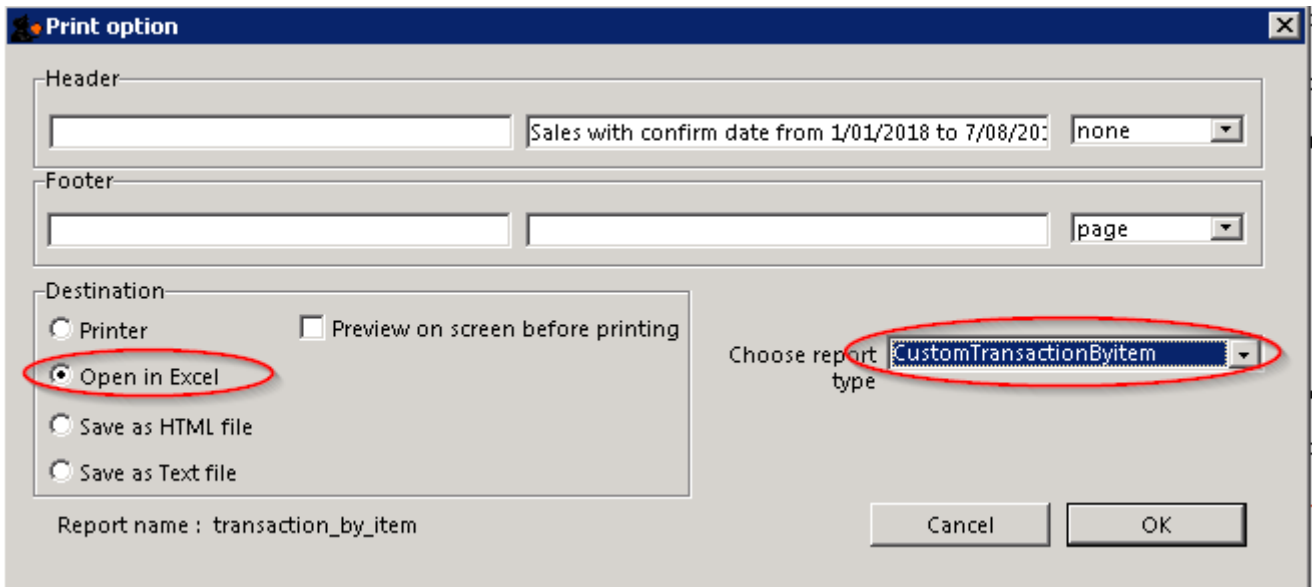 Print option
Header
Sales with confirm date from 1/01/2018 to 7/08/201 none
Footer
page
Destination
Printer Preview on screen before printing
Open in Excel
Choose report type CustomTransactionByitem
Save as HTML file
Save as Text file
Report name : transaction_by_item Cancel OK